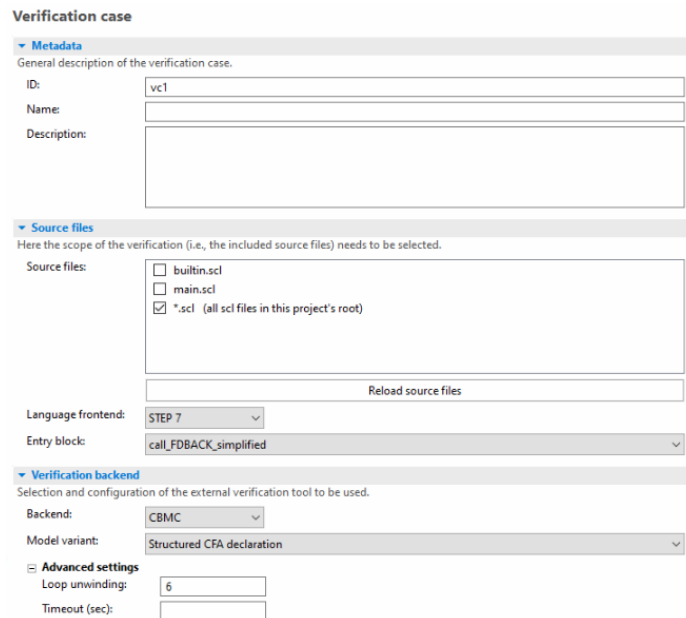 Verification case
Metadata
General description of the verification case.
ID: vc1
Name:
Description:
Source files
Here the scope of the verification (i.e., the included source files) needs to be selected.
Source files: builtin.scl
main.scl
*.scl (all scl files in this project's root)
Reload source files
Language frontend: STEP 7
Entry block: call_FDBACK_simplified
Verification backend
Selection and configuration of the external verification tool to be used.
Backend: CBMC
Model variant: Structured CFA declaration
Advanced settings
Loop unwinding: 6
Timeout (sec):